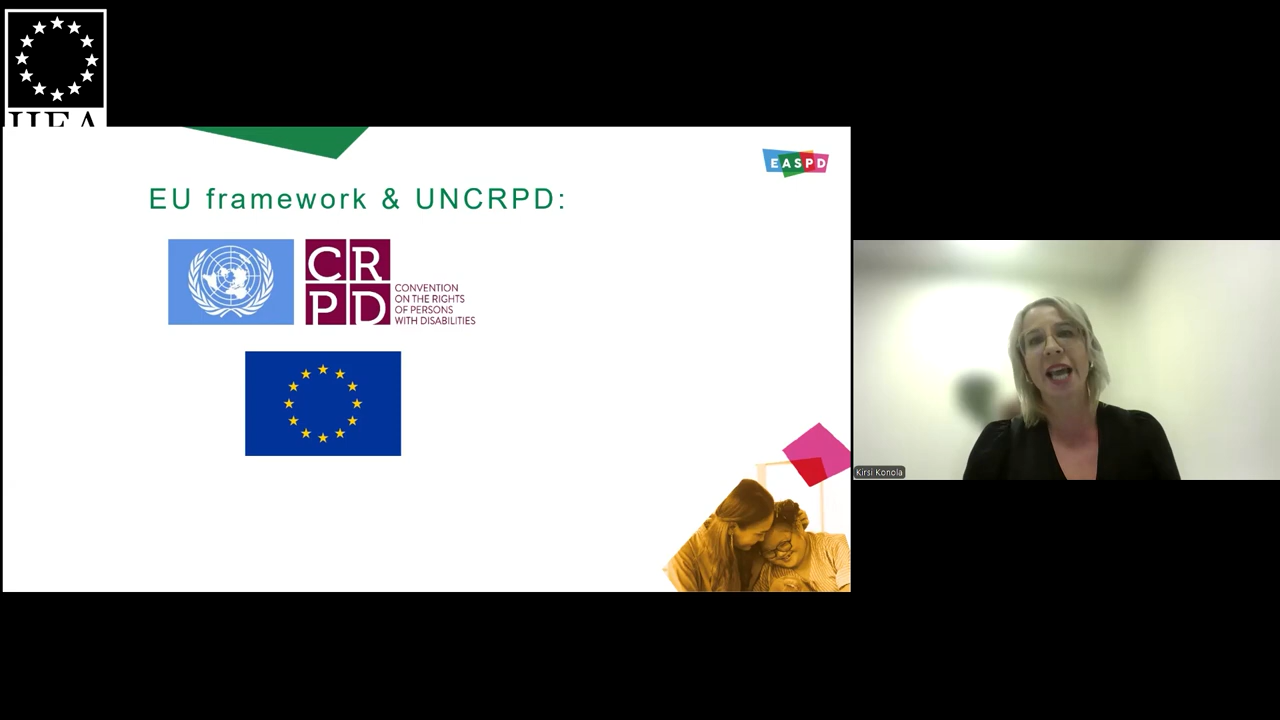 EASPD
EU framework & UNCRPD:
CR
PD
CONVENTION
ON THE RIGHTS
OF PERSONS
WITH DISABILITIES
Kirsi Konola